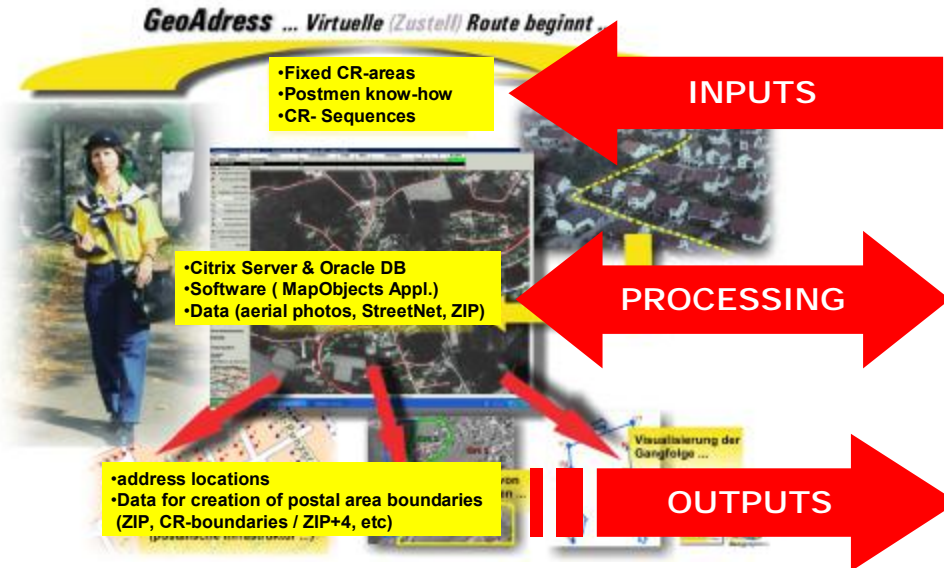 GeoAdress ... Virtuelle (Zustell) Route beginnt ...
•Fixed CR-areas
•Postmen know-how
•CR- Sequences
INPUTS
•Citrix Server & Oracle DB
•Software ( MapObjects Appl.)
•Data (aerial photos, StreetNet, ZIP)
PROCESSING
Visualisierung der
Gangfolge ...
•address locations
•Data for creation of postal area boundaries
(ZIP, CR-boundaries / ZIP+4, etc)
von
OUTPUTS